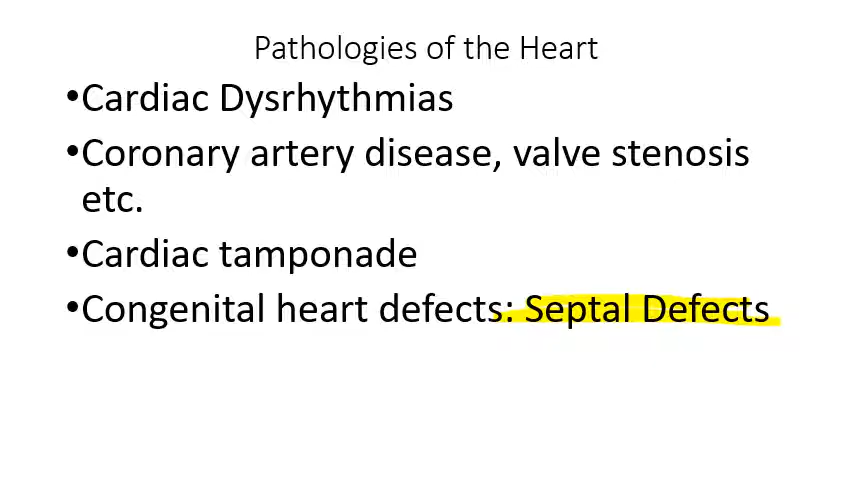 Pathologies of the Heart
•Cardiac Dysrhythmias
•Coronary artery disease, valve stenosis
etc.
•Cardiac tamponade
•Congenital heart defects: Septal Defects